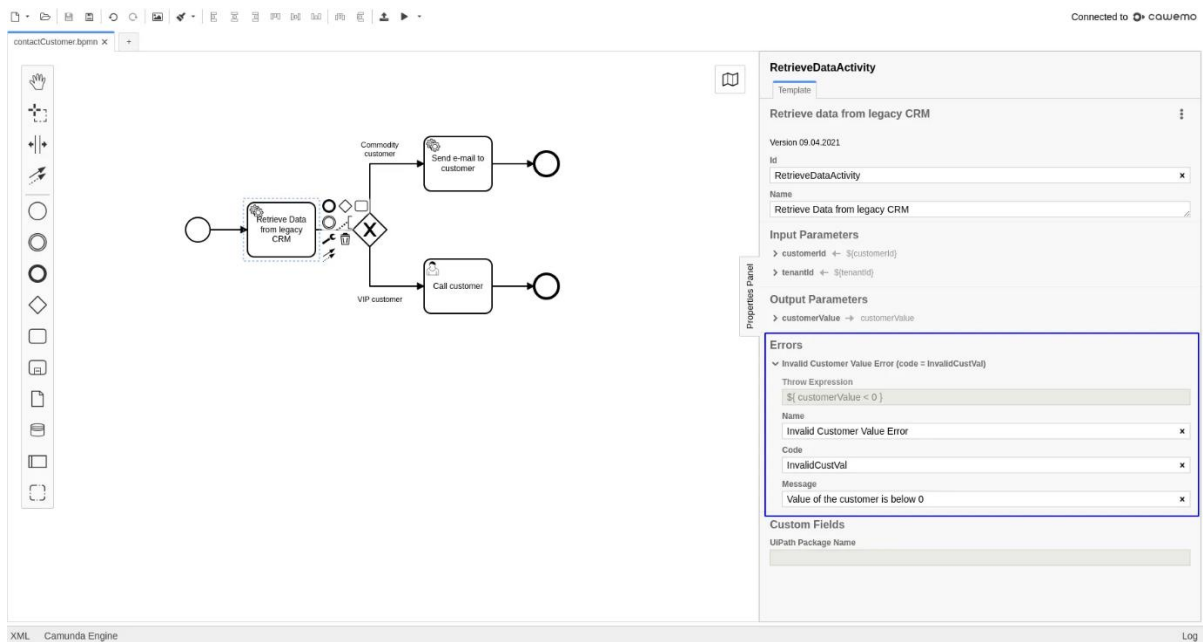 Connected to cawemo
contactCustomer.bpmn x
+
Commodity
customer
Send e-mail to
customer
Retrieve Data
from legacy
CRM
X
VIP customer
Call customer
Properties Panel
RetrieveDataActivity
Template
Retrieve data from legacy CRM
Version 09.04.2021
Id
RetrieveDataActivity
Name
Retrieve Data from legacy CRM
Input Parameters
customerId ← ${customerId}
tenantId ← ${tenantId}
Output Parameters
customerValue → customerValue
Errors
Invalid Customer Value Error (code = InvalidCustVal)
Throw Expression
${ customerValue < 0 }
Name
Invalid Customer Value Error
Code
InvalidCustVal
Message
Value of the customer is below 0
Custom Fields
UiPath Package Name
XML Camunda Engine
Log